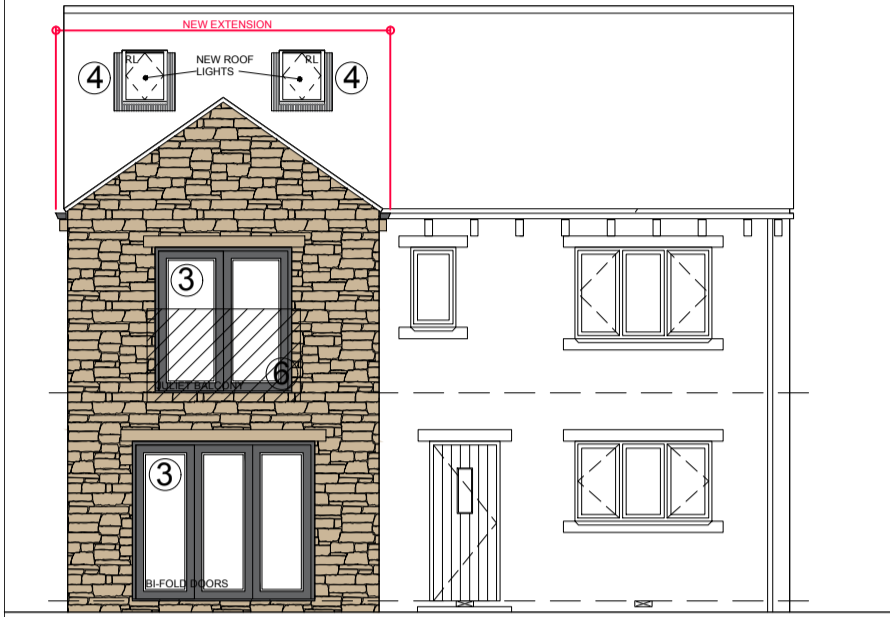 NEW EXTENSION
RL
NEW ROOF
LIGHTS
RL
4
4
3
6
JULIET BALCONY
3
BI-FOLD DOORS